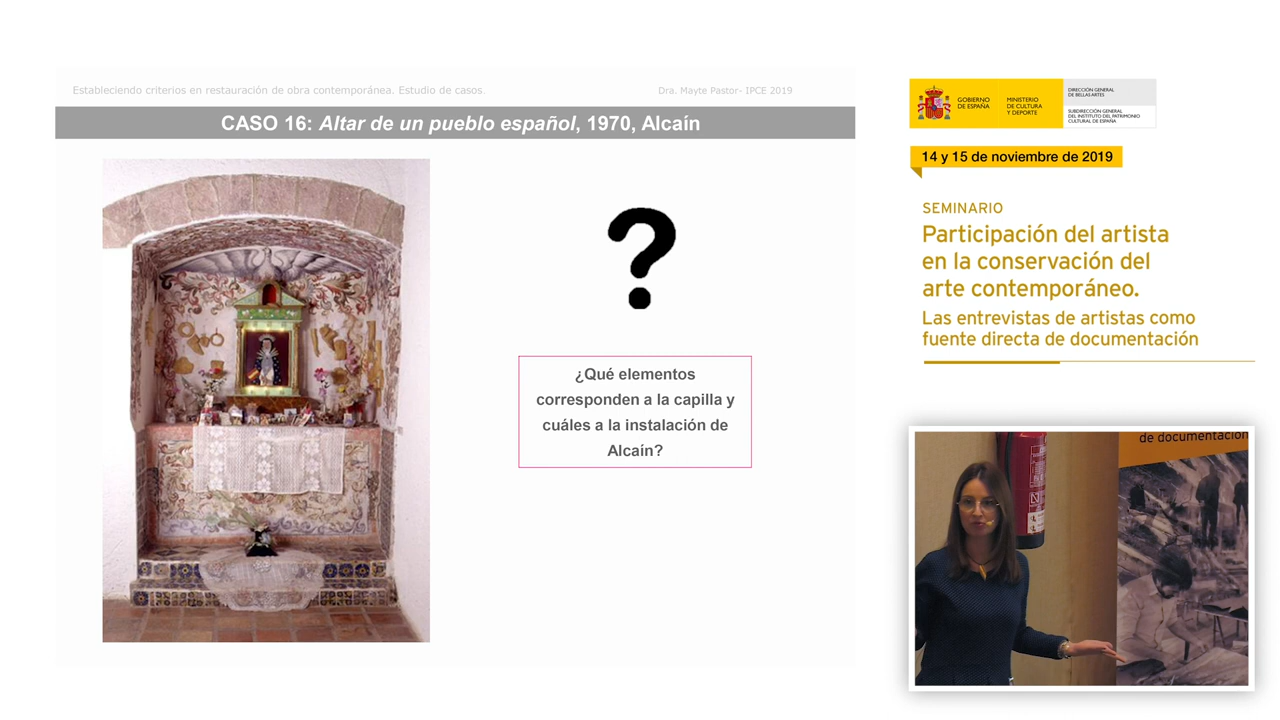 Estableciendo criterios en restauración de obra contemporánea. Estudio de casos.
Dra. Mayte Pastor- IPCE 2019
CASO 16: Altar de un pueblo español, 1970, Alcaín
?
¿Qué elementos
corresponden a la capilla y
cuáles a la instalación de
Alcaín?
GOBIERNO
DE ESPAÑA
MINISTERIO
DE CULTURA
Y DEPORTE
DIRECCIÓN GENERAL
DE BELLAS ARTES
SUBDIRECCIÓN GENERAL
DEL INSTITUTO DEL PATRIMONIO
CULTURAL DE ESPAÑA
14 y 15 de noviembre de 2019
SEMINARIO
Participación del artista
en la conservación del
arte contemporáneo.
Las entrevistas de artistas como
fuente directa de documentación
de documentación